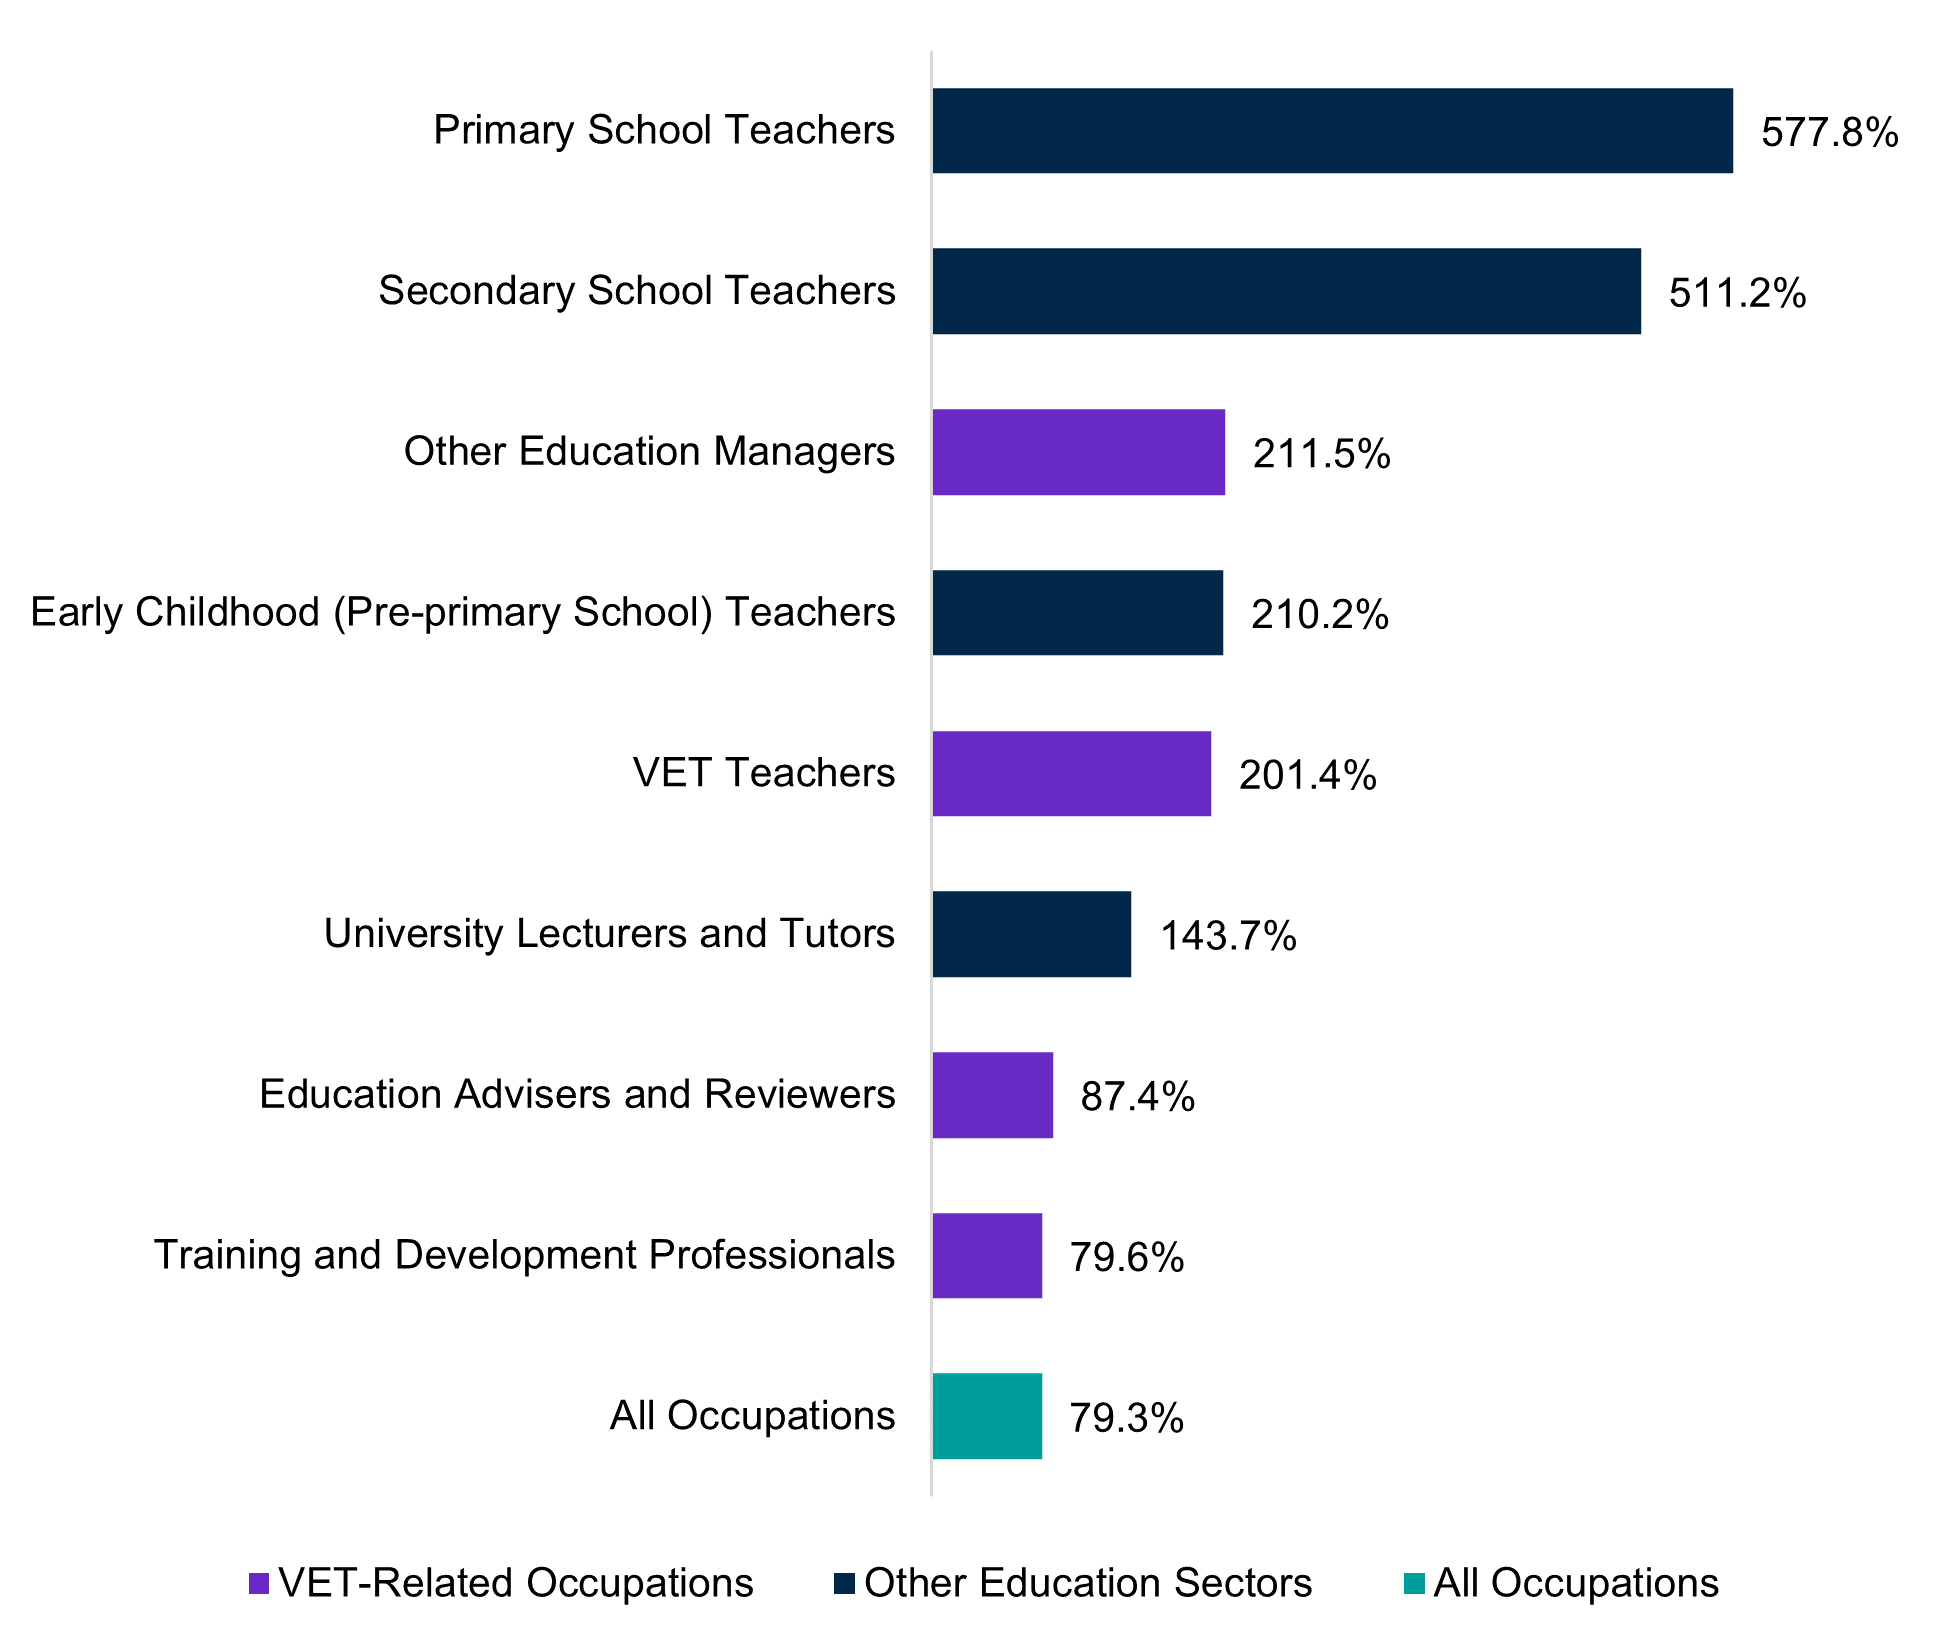 Primary School Teachers 577.8%
Secondary School Teachers 511.2%
Other Education Managers 211.5%
Early Childhood (Pre-primary School) Teachers 210.2%
VET Teachers 201.4%
University Lecturers and Tutors 143.7%
Education Advisers and Reviewers 87.4%
Training and Development Professionals 79.6%
All Occupations 79.3%
VET-Related Occupations Other Education Sectors All Occupations